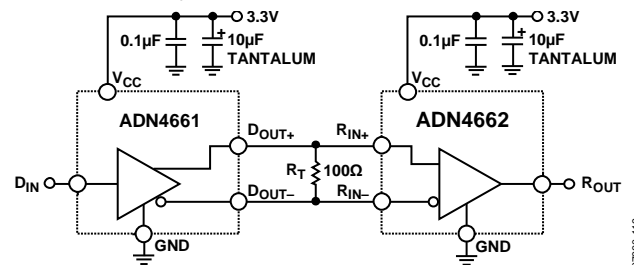 3.3V 3.3V
0.1µF + 10µF TANTALUM 0.1µF + 10µF TANTALUM
VCC VCC
ADN4661 ADN4662
DOUT+ RIN+
DIN RT 100Ω ROUT
DOUT– RIN–
GND GND